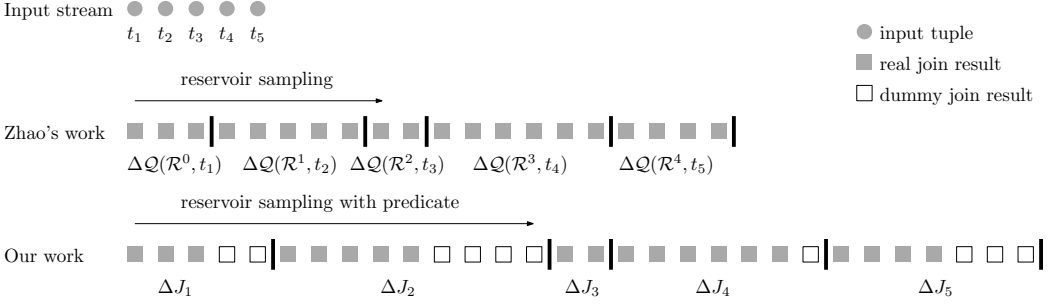 Input stream
t₁ t₂ t₃ t₄ t₅
input tuple
real join result
dummy join result
reservoir sampling
Zhao's work
ΔQ(R⁰, t₁) ΔQ(R¹, t₂) ΔQ(R², t₃) ΔQ(R³, t₄) ΔQ(R⁴, t₅)
reservoir sampling with predicate
Our work
ΔJ₁ ΔJ₂ ΔJ₃ ΔJ₄ ΔJ₅